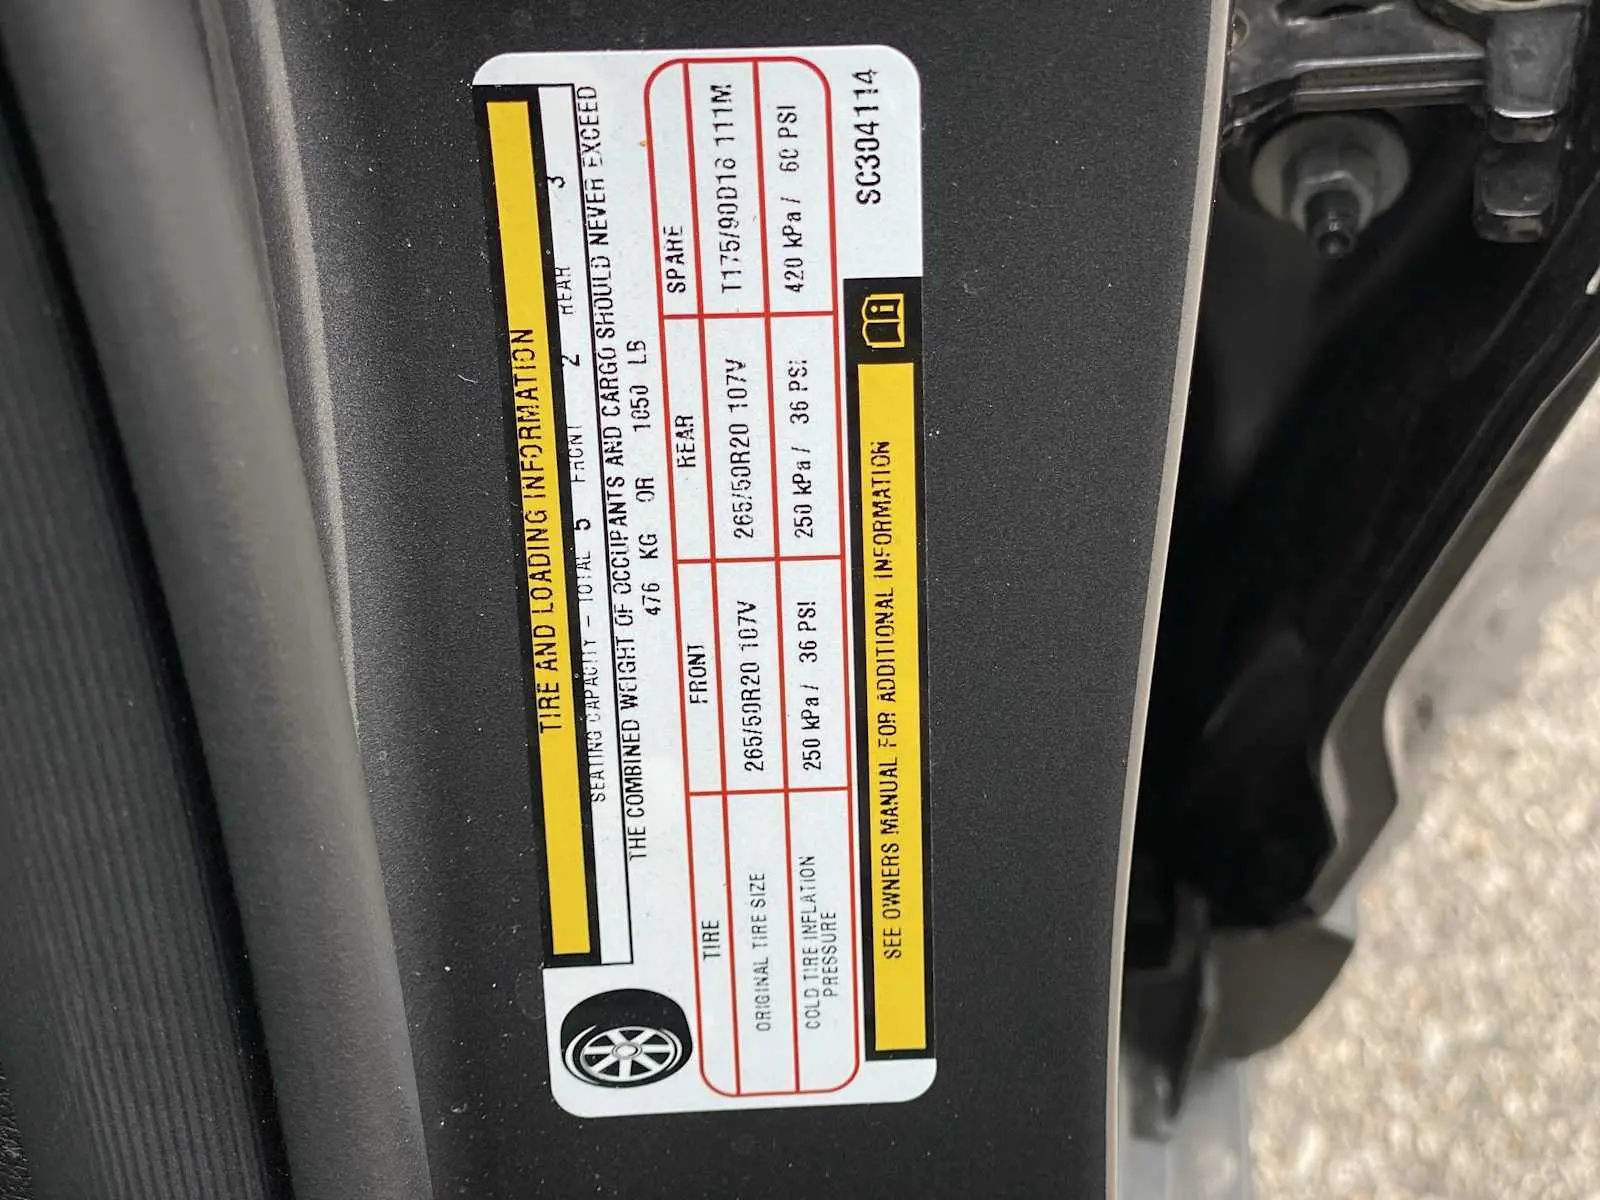 TIRE AND LOADING INFORMATION
SEATING CAPACITY - TOTAL 5 FRONT 2 REAR 3
THE COMBINED WEIGHT OF OCCUPANTS AND CARGO SHOULD NEVER EXCEED
476 KG OR 1050 LB
TIRE FRONT REAR SPARE
ORIGINAL TIRE SIZE 265/50R20 107V 265/50R20 107V T175/90D18 111M
COLD TIRE INFLATION PRESSURE 250 kPa / 36 PSI 250 kPa / 36 PSI 420 kPa / 60 PSI
SEE OWNERS MANUAL FOR ADDITIONAL INFORMATION
SC304114